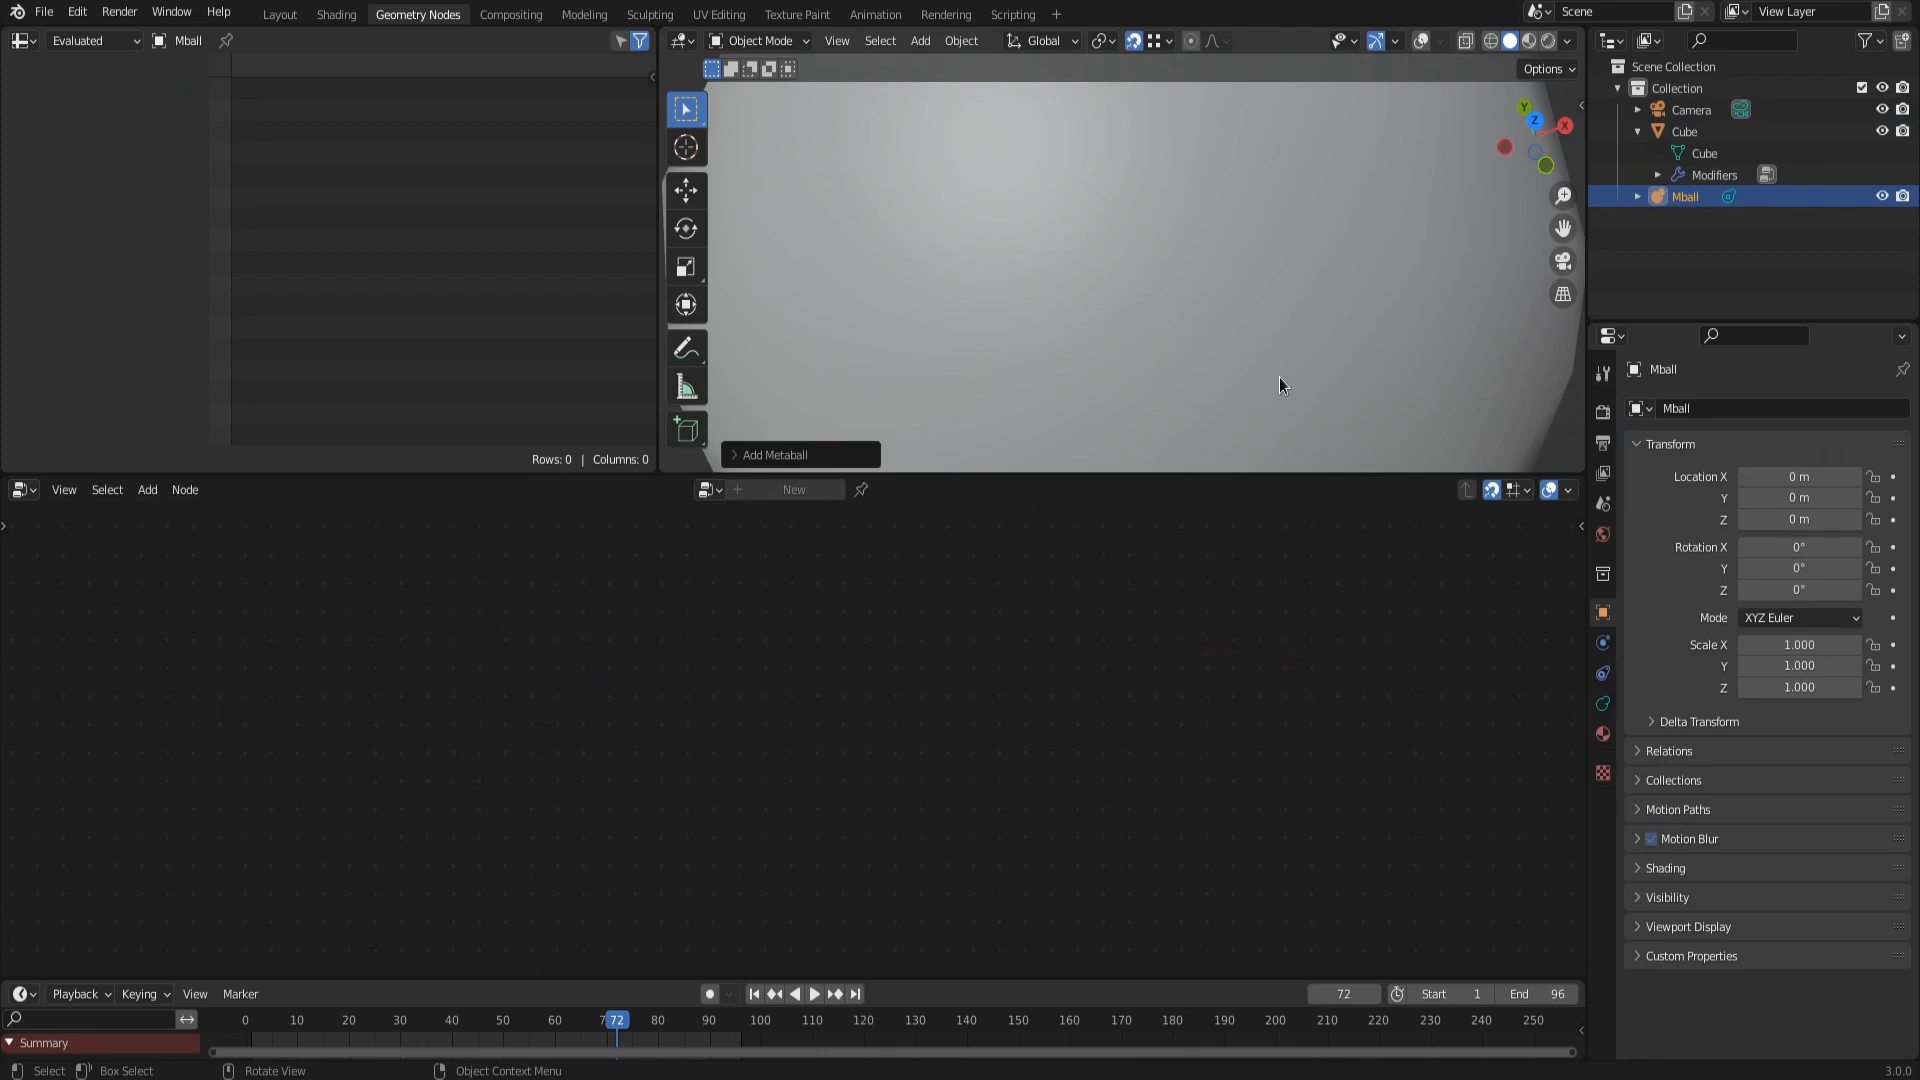 File Edit Render Window Help Layout Shading Geometry Nodes Compositing Modeling Sculpting UV Editing Texture Paint Animation Rendering Scripting + Scene View Layer
Evaluated Mball
Object Mode View Select Add Object Global
Options
Y
Z
X
Add Metaball
Rows: 0 | Columns: 0
Scene Collection
Collection
Camera
Cube
Cube
Modifiers
Mball
Mball
Mball
Transform
Location X 0 m
Y 0 m
Z 0 m
Rotation X 0°
Y 0°
Z 0°
Mode XYZ Euler
Scale X 1.000
Y 1.000
Z 1.000
Delta Transform
Relations
Collections
Motion Paths
Motion Blur
Shading
Visibility
Viewport Display
Custom Properties
View Select Add Node New
Playback Keying View Marker 72 Start 1 End 96
0 10 20 30 40 50 60 7 72 80 90 100 110 120 130 140 150 160 170 180 190 200 210 220 230 240 250
Summary
Select Box Select Rotate View Object Context Menu 3.0.0